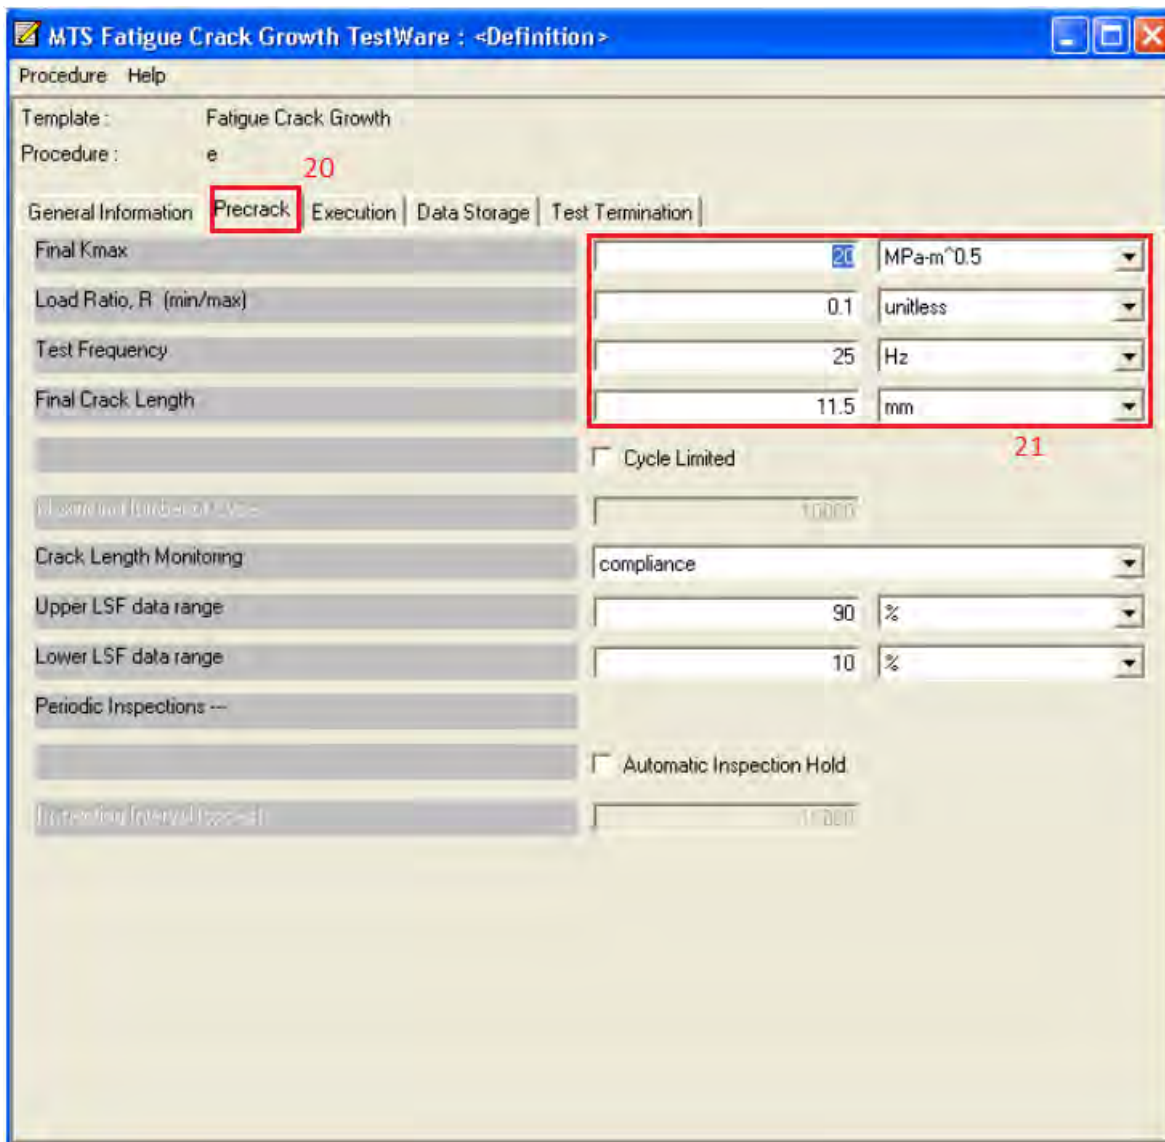 MTS Fatigue Crack Growth TestWare : <Definition>
Procedure Help
Template : Fatigue Crack Growth
Procedure : e
20
General Information Precrack Execution Data Storage Test Termination
Final Kmax 20 MPa-m^0.5
Load Ratio, R (min/max) 0.1 unitless
Test Frequency 25 Hz
Final Crack Length 11.5 mm
21
Cycle Limited
10000
Crack Length Monitoring compliance
Upper LSF data range 90 %
Lower LSF data range 10 %
Periodic Inspections ---
Automatic Inspection Hold